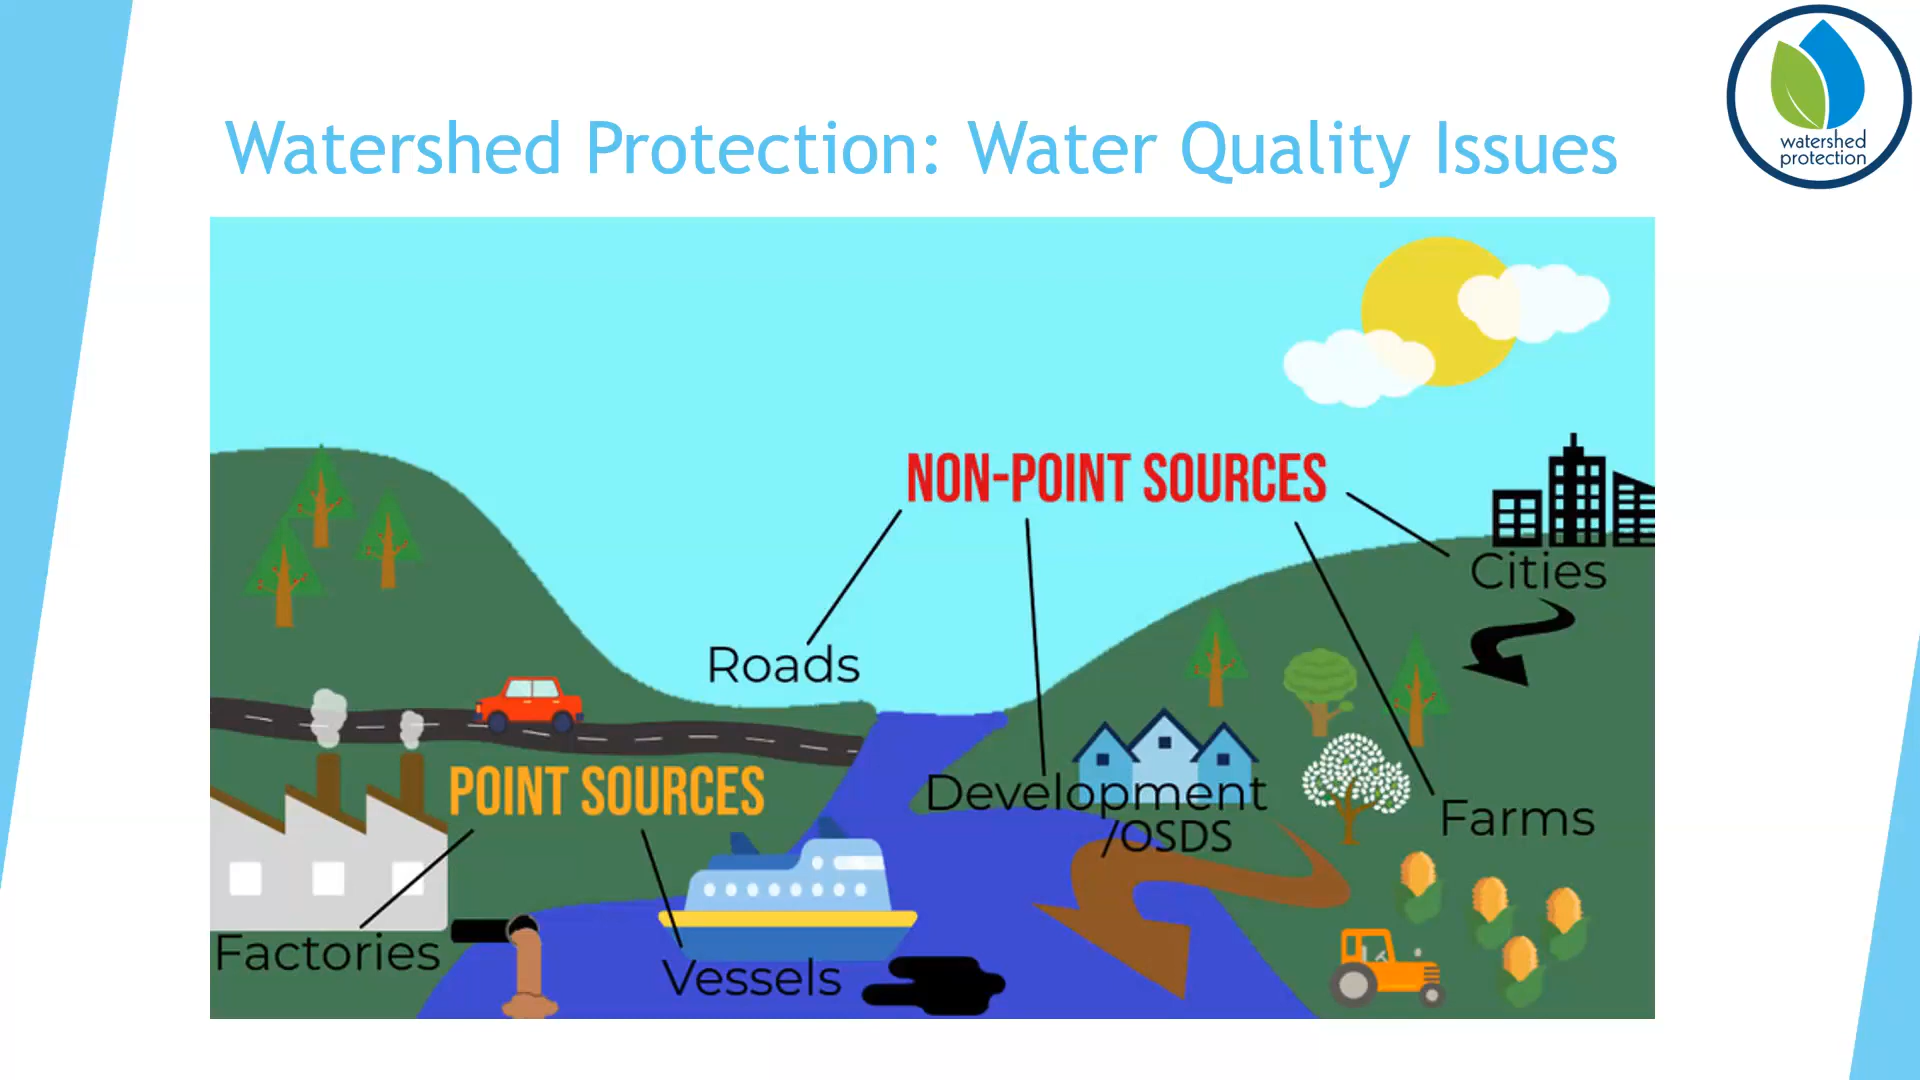 watershed
protection
Watershed Protection: Water Quality Issues
NON-POINT SOURCES
Cities
Roads
POINT SOURCES
Development
/OSDS
Farms
Factories
Vessels